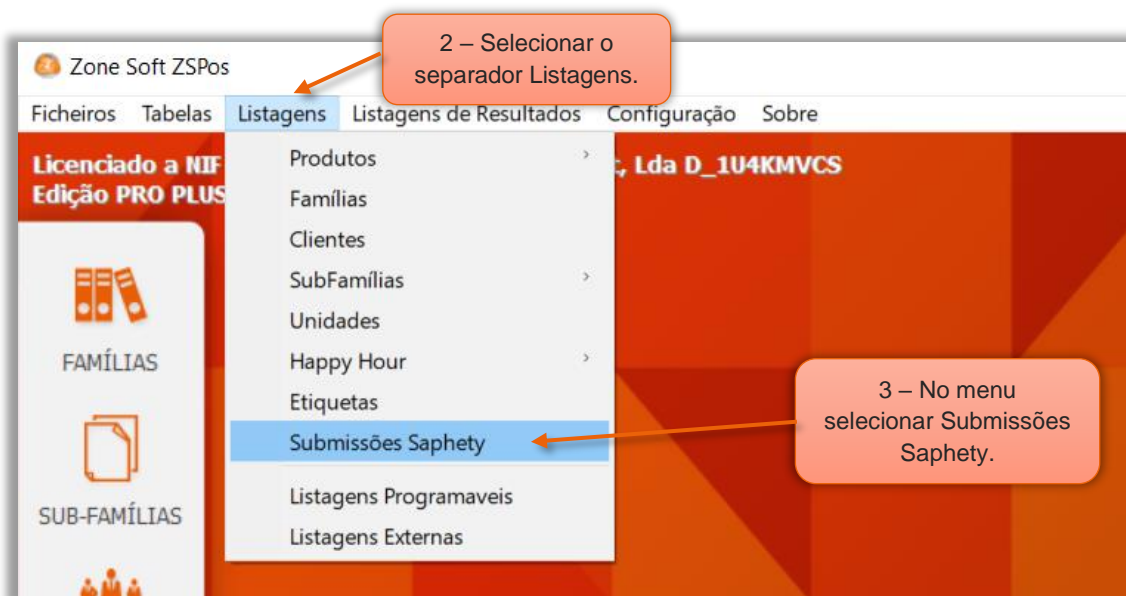 2 – Selecionar o
separador Listagens.
Zone Soft ZSPos
Ficheiros Tabelas Listagens Listagens de Resultados Configuração Sobre
Licenciado a NIF , Lda D_1U4KMVCS
Edição PRO PLUS
Produtos
Famílias
Clientes
SubFamílias
Unidades
Happy Hour
Etiquetas
Submissões Saphety
Listagens Programaveis
Listagens Externas
FAMÍLIAS
SUB-FAMÍLIAS
3 – No menu
selecionar Submissões
Saphety.